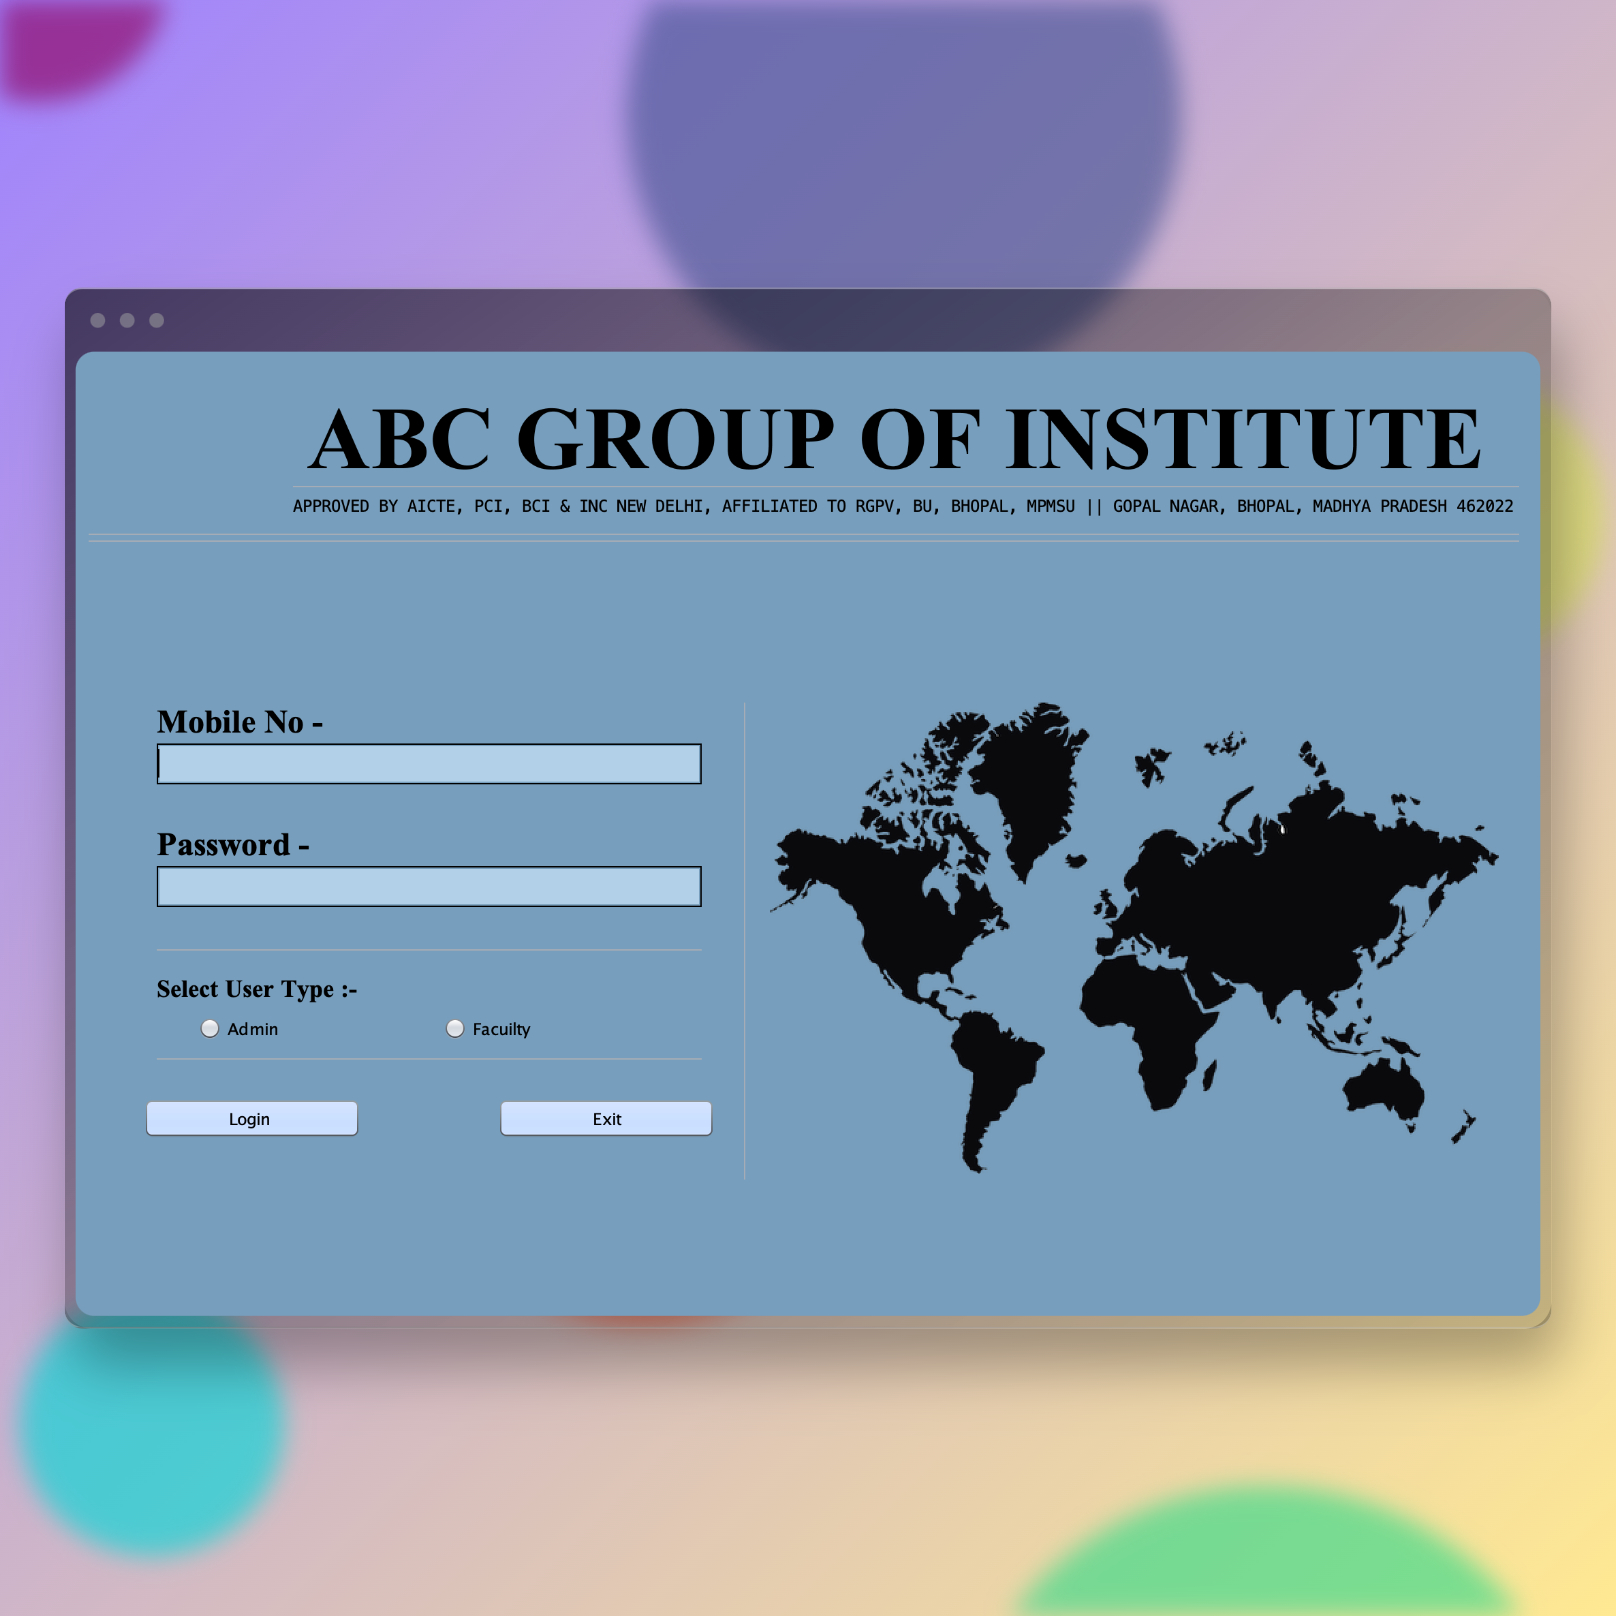 ABC GROUP OF INSTITUTE
APPROVED BY AICTE, PCI, BCI & INC NEW DELHI, AFFILIATED TO RGPV, BU, BHOPAL, MPMSU || GOPAL NAGAR, BHOPAL, MADHYA PRADESH 462022
Mobile No -
Password -
Select User Type :-
Admin Facuilty
Login Exit